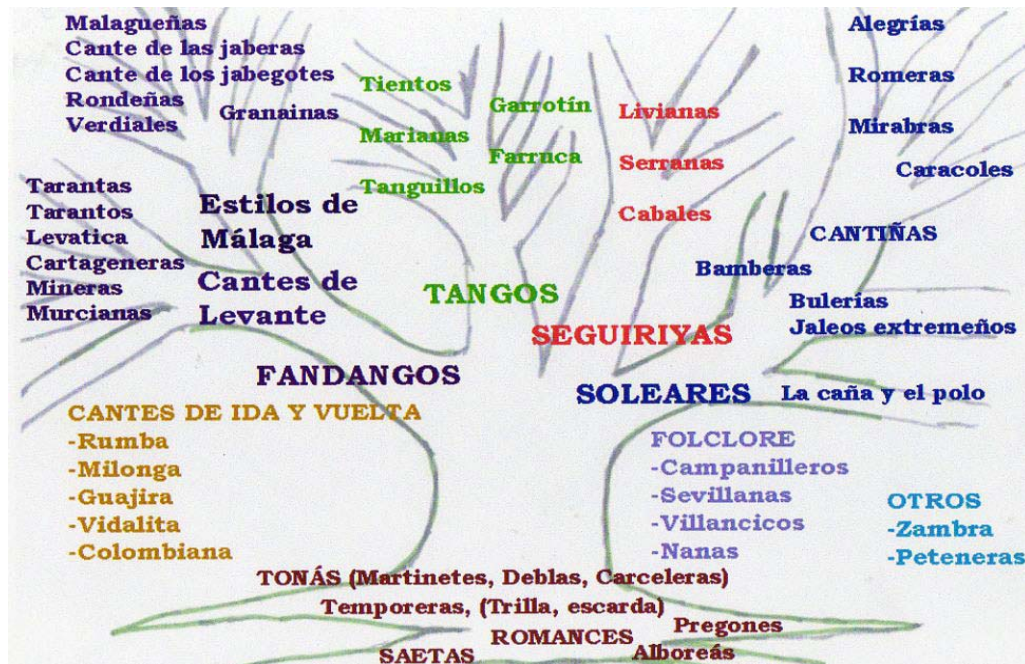 Malagueñas
Cante de las jaberas
Cante de los jabegotes
Rondeñas
Verdiales
Granainas
Tarantas
Tarantos
Levatica
Cartageneras
Mineras
Murcianas
Estilos de
Málaga
Cantes de
Levante
FANDANGOS
Tientos
Marianas
Tanguillos
Garrotín
Farruca
TANGOS
Livianas
Serranas
Cabales
SEGUIRIYAS
Alegrías
Romeras
Mirabras
Caracoles
CANTIÑAS
Bamberas
Bulerias
Jaleos extremeños
SOLEARES
La caña y el polo
CANTES DE IDA Y VUELTA
-Rumba
-Milonga
-Guajira
-Vidalita
-Colombiana
FOLCLORE
-Campanilleros
-Sevillanas
-Villancicos
-Nanas
OTROS
-Zambra
-Peteneras
TONÁS (Martinetes, Deblas, Carceleras)
Temporeras, (Trilla, escarda)
Pregones
ROMANCES
Alboreás
SAETAS